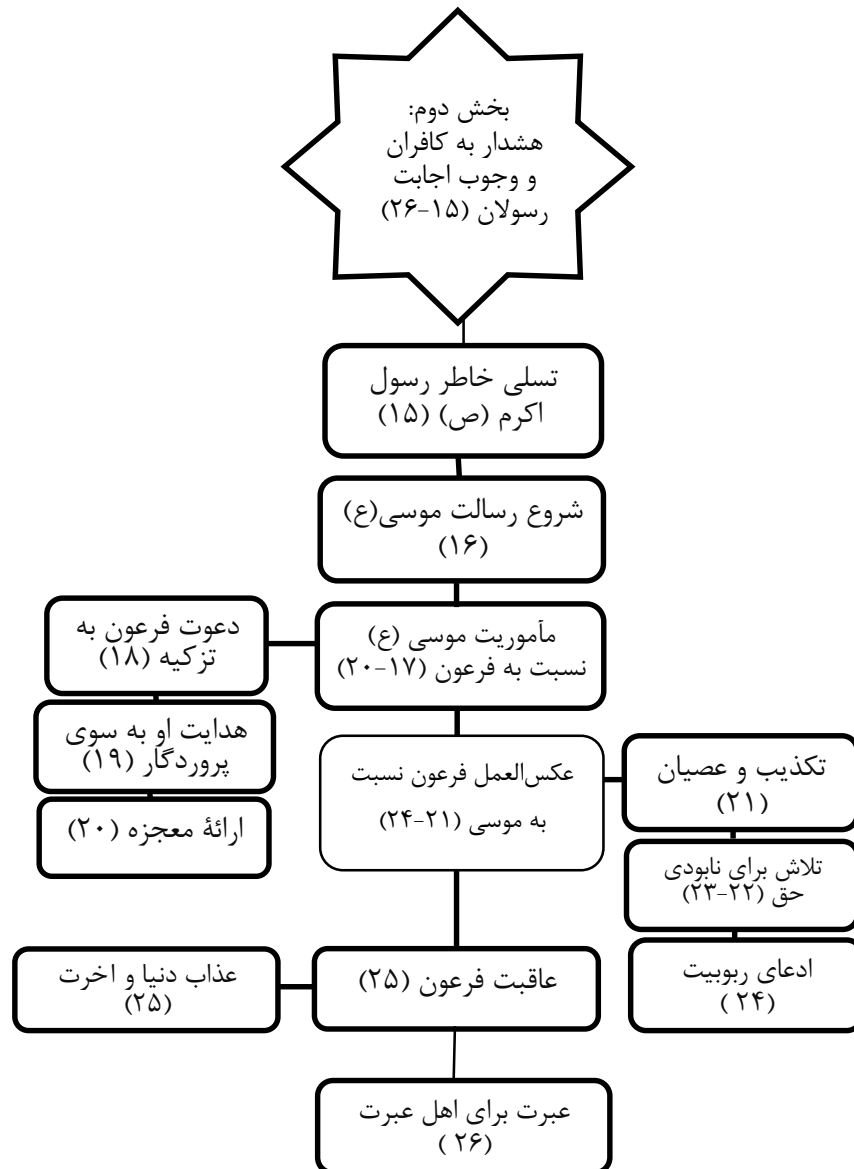 بخش دوم:
هشدار به کافران
و وجوب اجابت
رسولان (۱۵-۲۶)
تسلی خاطر رسول
اکرم (ص) (۱۵)
شروع رسالت موسی(ع)
(۱۶)
مأموریت موسی (ع)
نسبت به فرعون (۱۷-۲۰)
دعوت فرعون به
تزکیه (۱۸)
هدایت او به سوی
پروردگار (۱۹)
ارائۀ معجزه (۲۰)
عکس‌العمل فرعون نسبت
به موسی (۲۱-۲۴)
تکذیب و عصیان
(۲۱)
تلاش برای نابودی
حق (۲۲-۲۳)
ادعای ربوبیت
(۲۴ )
عاقبت فرعون (۲۵)
عذاب دنیا و اخرت
(۲۵)
عبرت برای اهل عبرت
(۲۶ )